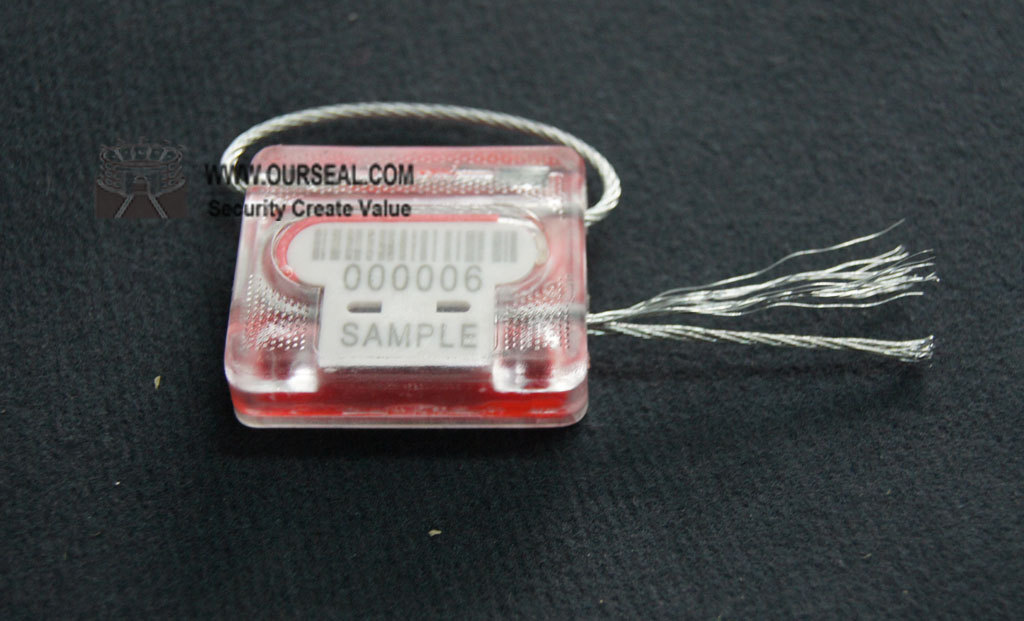 WWW.OURSEAL.COM
Security Create Value
000006
SAMPLE